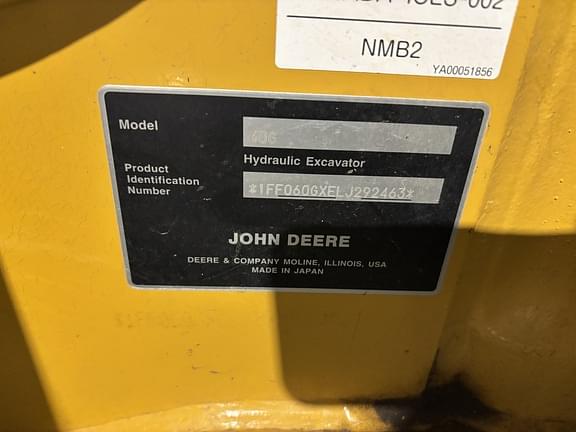 NMB2
YA00051856
Model
60G
Hydraulic Excavator
Product
Identification
Number
*1FF060GXELJ292463*
JOHN DEERE
DEERE & COMPANY MOLINE, ILLINOIS, USA
MADE IN JAPAN